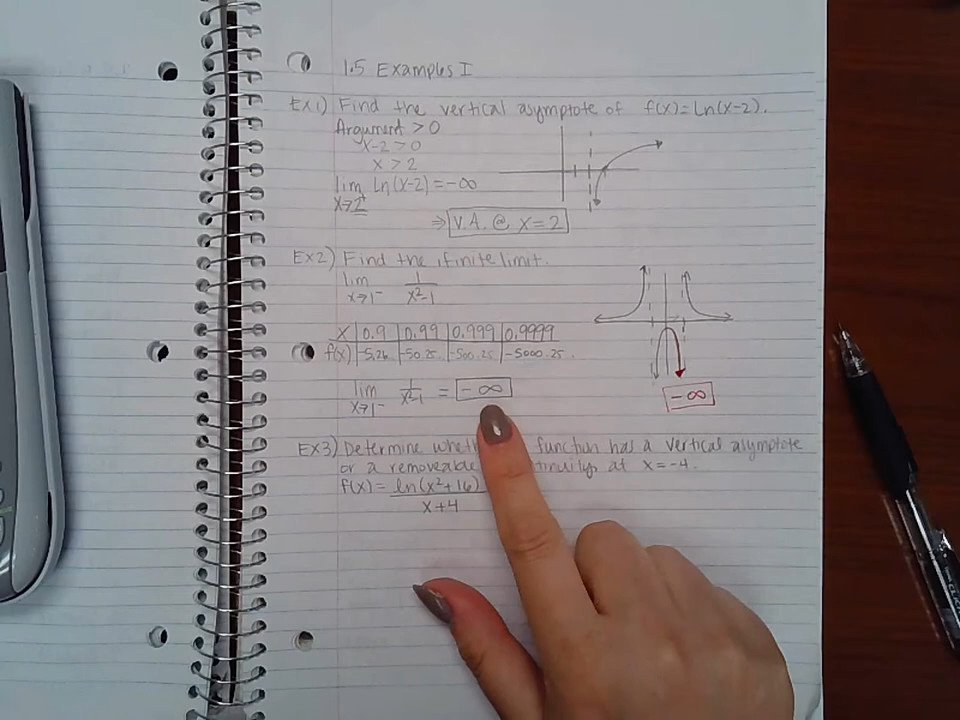 1.5 Examples I
Ex1) Find the vertical asymptote of f(x)=Ln(x-2).
Argument > 0
x-2>0
x > 2
lim Ln(x-2) = -∞
x→2⁺
⇒ V.A. @ x=2
Ex2) Find the ifinite limit.
lim 1/(x²-1)
x→1⁻
x | 0.9 | 0.99 | 0.999 | 0.9999
f(x) | -5.26 | -50.25 | -500.25 | -5000.25
lim 1/(x²-1) = -∞
x→1⁻
-∞
Ex3) Determine function has a vertical asymptote
or a removeable at x=-4.
f(x) = ln(x²+16)
x+4